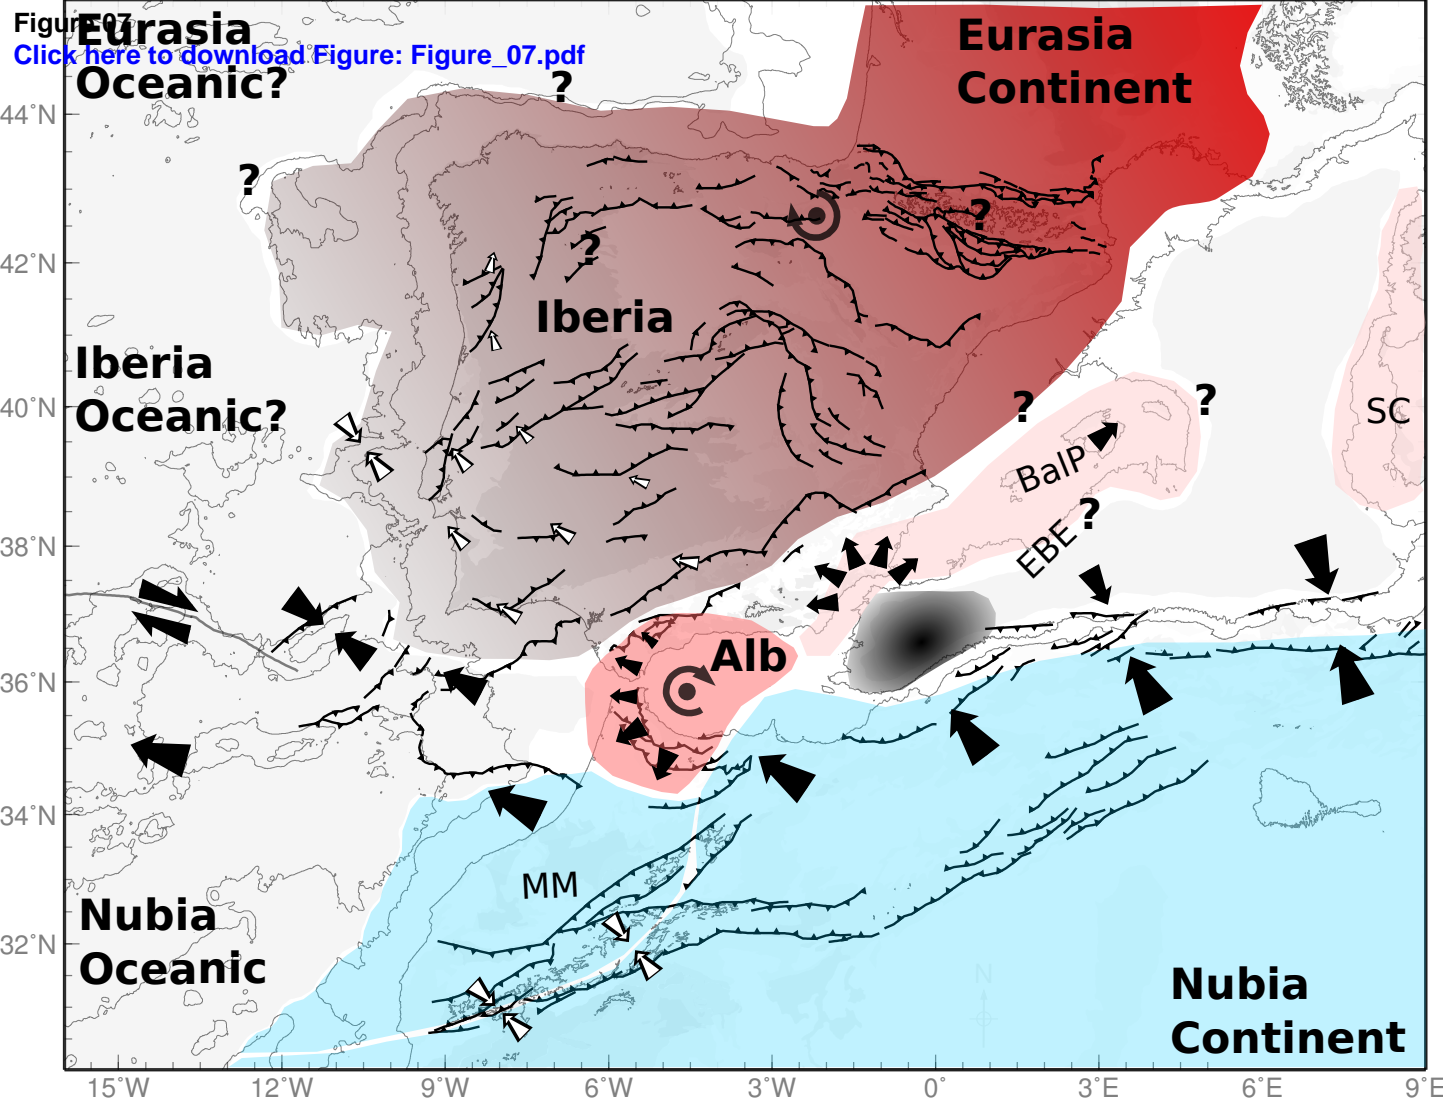 Figure 07
Click here to download Figure: Figure_07.pdf
Eurasia
Oceanic?
Eurasia
Continent
?
?
?
?
Iberia
Iberia
Oceanic?
?
?
SC
BalP
EBE
?
Alb
MM
Nubia
Oceanic
Nubia
Continent
N
44°N
42°N
40°N
38°N
36°N
34°N
32°N
15°W
12°W
9°W
6°W
3°W
0°
3°E
6°E
9°E